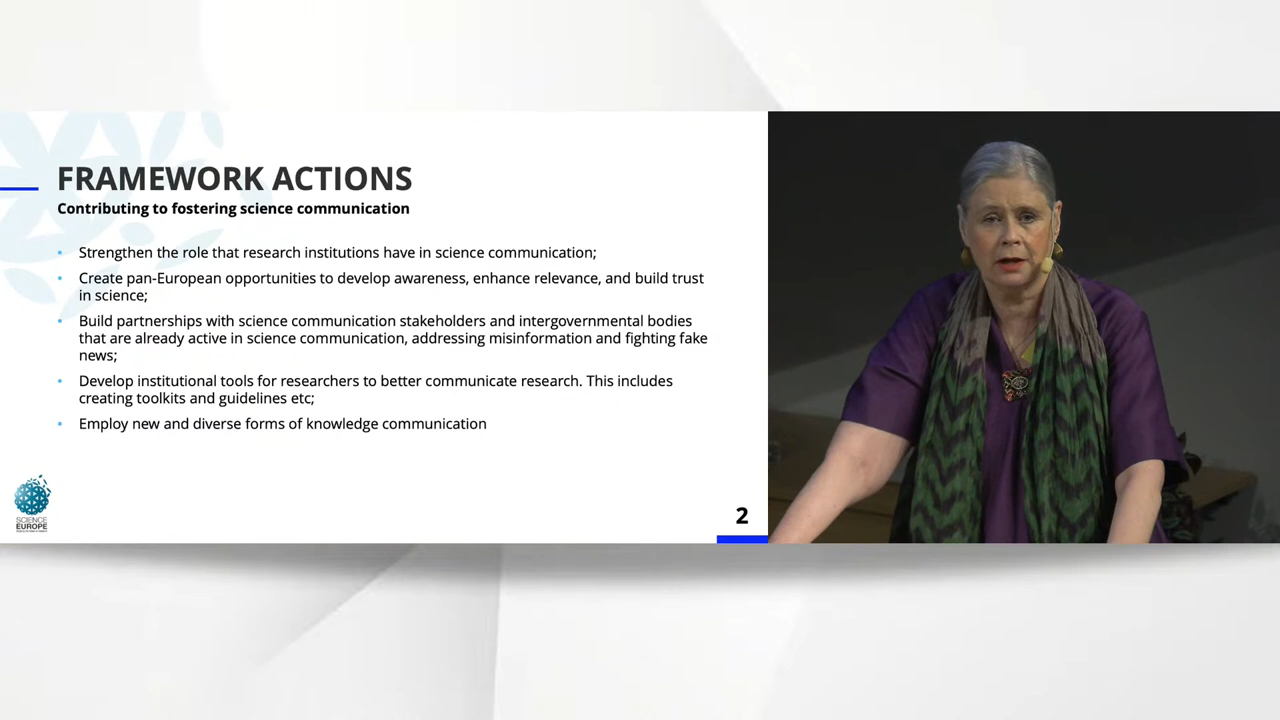 FRAMEWORK ACTIONS
Contributing to fostering science communication
• Strengthen the role that research institutions have in science communication;
• Create pan-European opportunities to develop awareness, enhance relevance, and build trust
in science;
• Build partnerships with science communication stakeholders and intergovernmental bodies
that are already active in science communication, addressing misinformation and fighting fake
news;
• Develop institutional tools for researchers to better communicate research. This includes
creating toolkits and guidelines etc;
• Employ new and diverse forms of knowledge communication
SCIENCE
EUROPE
2